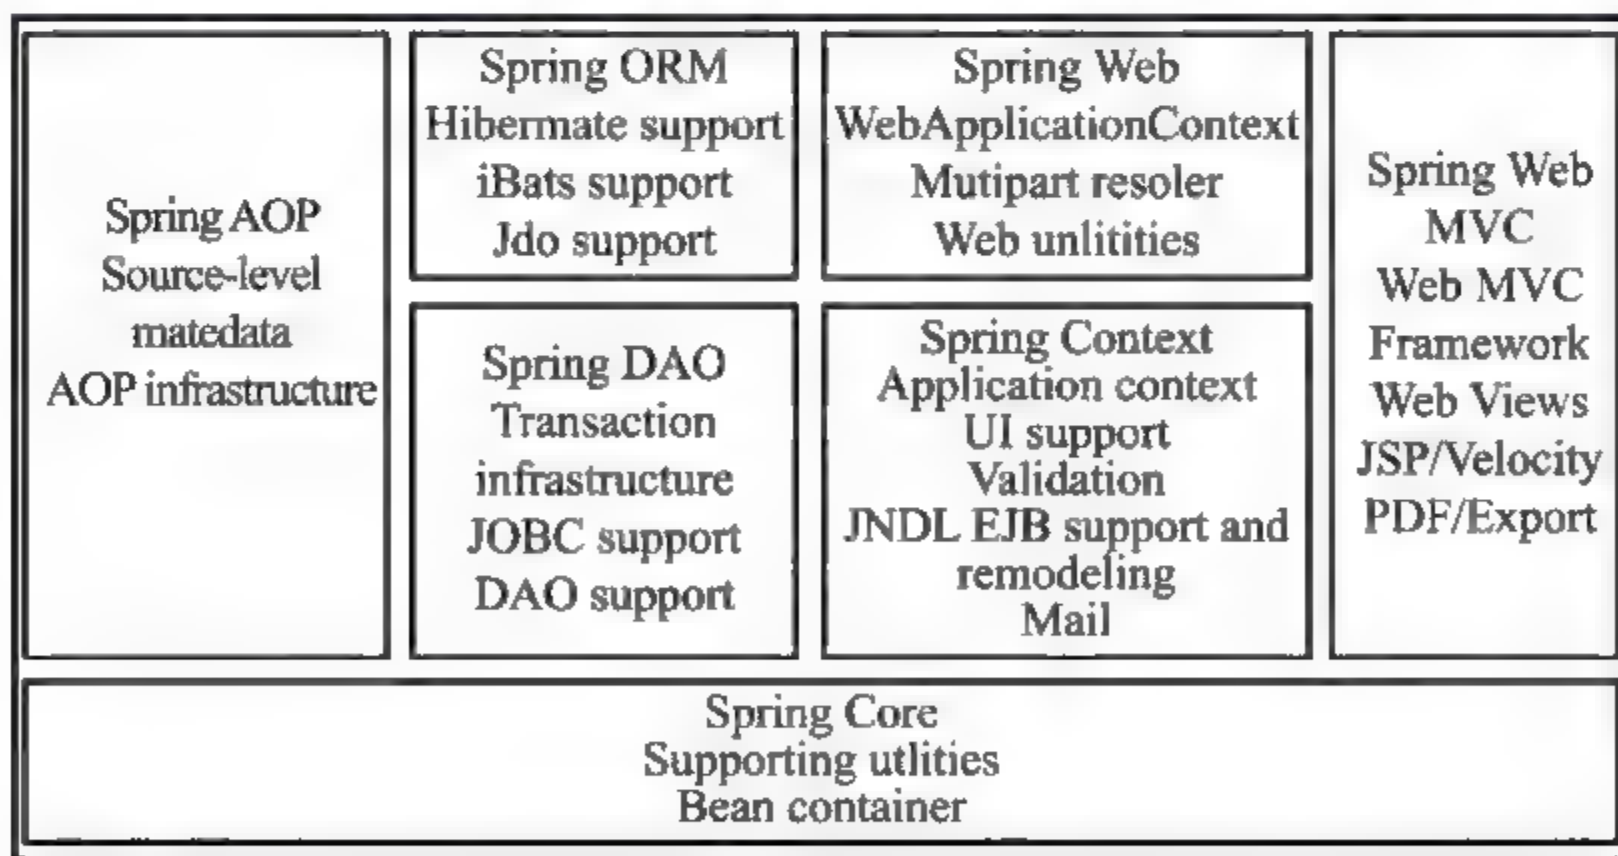 Spring AOP
Source-level
matedata
AOP infrastructure
Spring ORM
Hibermate support
iBats support
Jdo support
Spring DAO
Transaction
infrastructure
JOBC support
DAO support
Spring Web
WebApplicationContext
Mutipart resoler
Web unlitities
Spring Context
Application context
UI support
Validation
JNDL EJB support and
remodeling
Mail
Spring Web
MVC
Web MVC
Framework
Web Views
JSP/Velocity
PDF/Export
Spring Core
Supporting utlities
Bean container